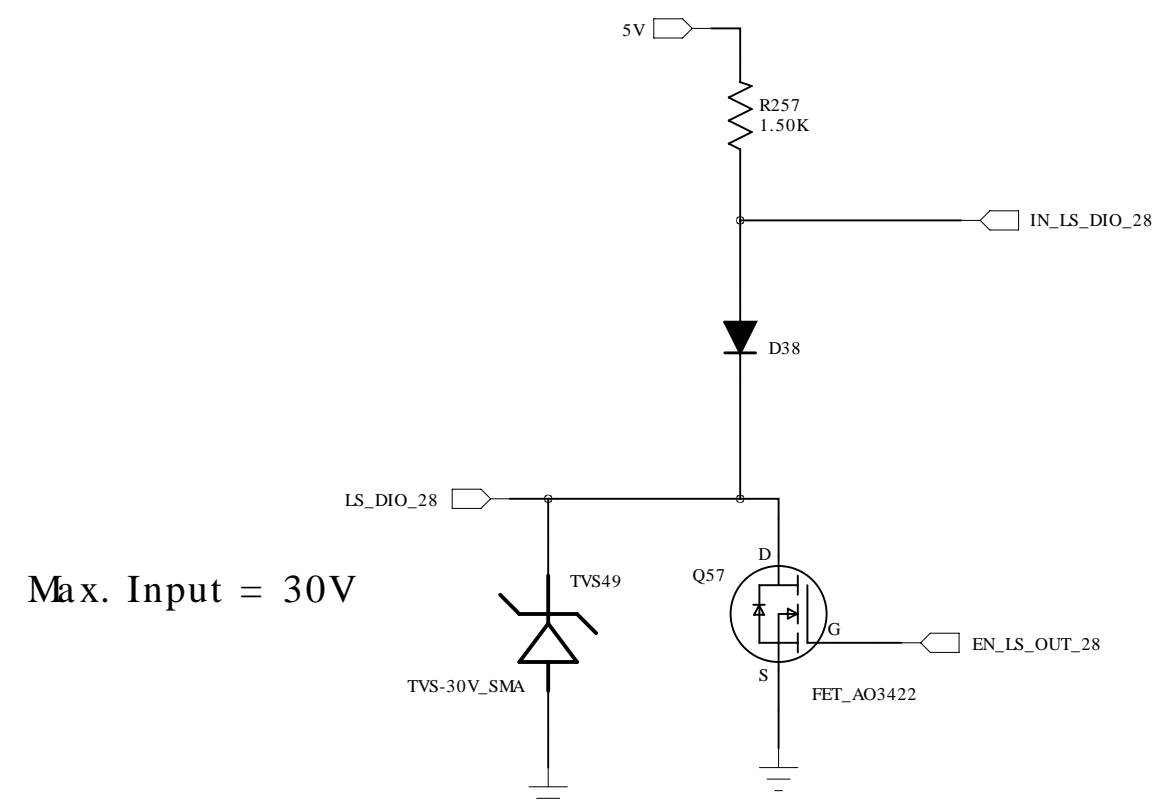 5V
R257
1.50K
IN_LS_DIO_28
D38
LS_DIO_28
D
Q57
TVS49
Max. Input = 30V
G
EN_LS_OUT_28
S
TVS-30V_SMA
FET_AO3422